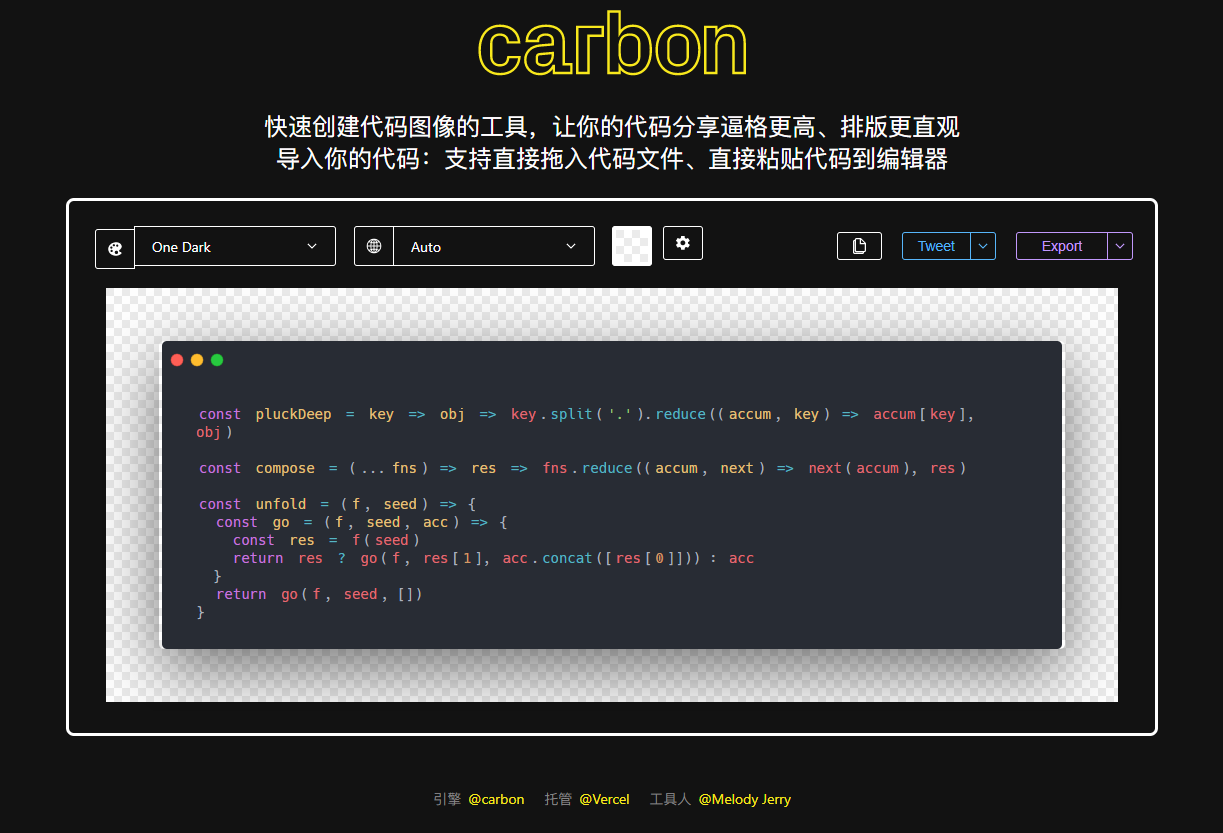 carbon
快速创建代码图像的工具，让你的代码分享逼格更高、排版更直观
导入你的代码：支持直接拖入代码文件、直接粘贴代码到编辑器
One Dark
Auto
Tweet
Export
const pluckDeep = key => obj => key.split('.').reduce((accum, key) => accum[key],
obj)
const compose = (...fns) => res => fns.reduce((accum, next) => next(accum), res)
const unfold = (f, seed) => {
  const go = (f, seed, acc) => {
    const res = f(seed)
    return res ? go(f, res[1], acc.concat([res[0]])) : acc
  }
  return go(f, seed, [])
}
引擎 @carbon 托管 @Vercel 工具人 @Melody Jerry